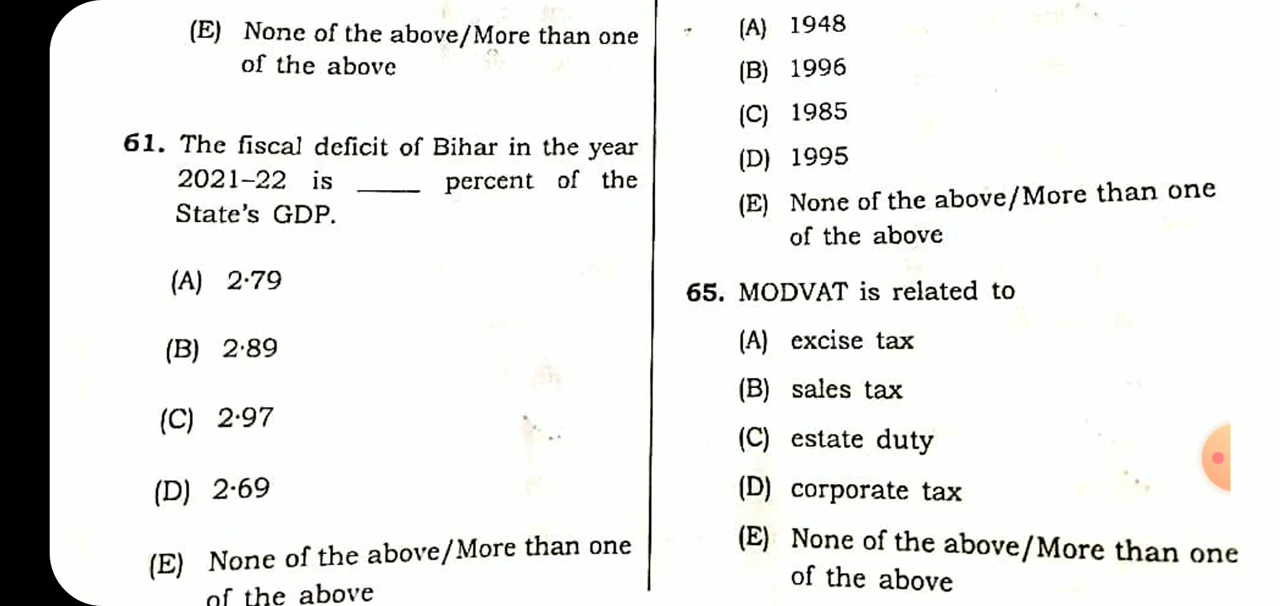 (E) None of the above/More than one
of the above
61. The fiscal deficit of Bihar in the year
2021–22 is ____ percent of the
State's GDP.
(A) 2·79
(B) 2·89
(C) 2·97
(D) 2·69
(E) None of the above/More than one
of the above
(A) 1948
(B) 1996
(C) 1985
(D) 1995
(E) None of the above/More than one
of the above
65. MODVAT is related to
(A) excise tax
(B) sales tax
(C) estate duty
(D) corporate tax
(E) None of the above/More than one
of the above